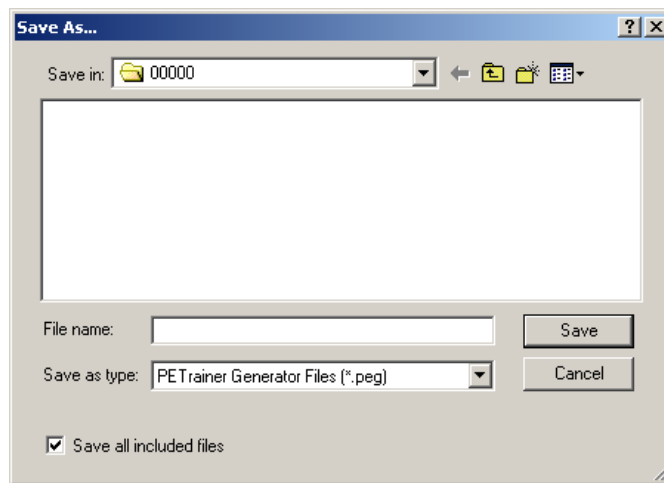 Save As...
Save in: 00000
File name:
Save
Save as type: PETrainer Generator Files (*.peg)
Cancel
Save all included files